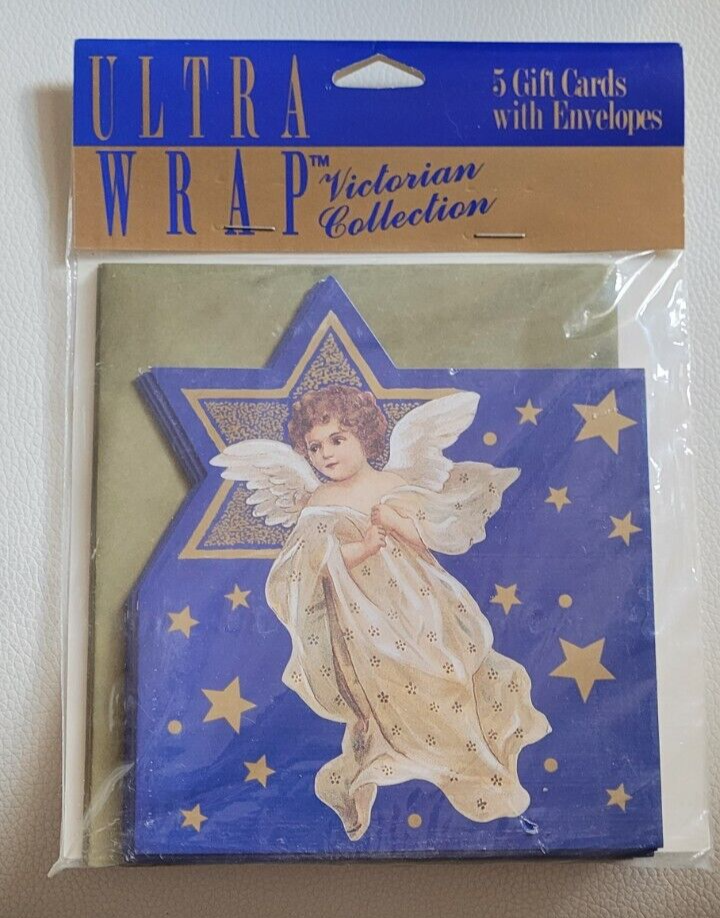 ULTRA
WRAP™ Victorian
Collection
5 Gift Cards
with Envelopes